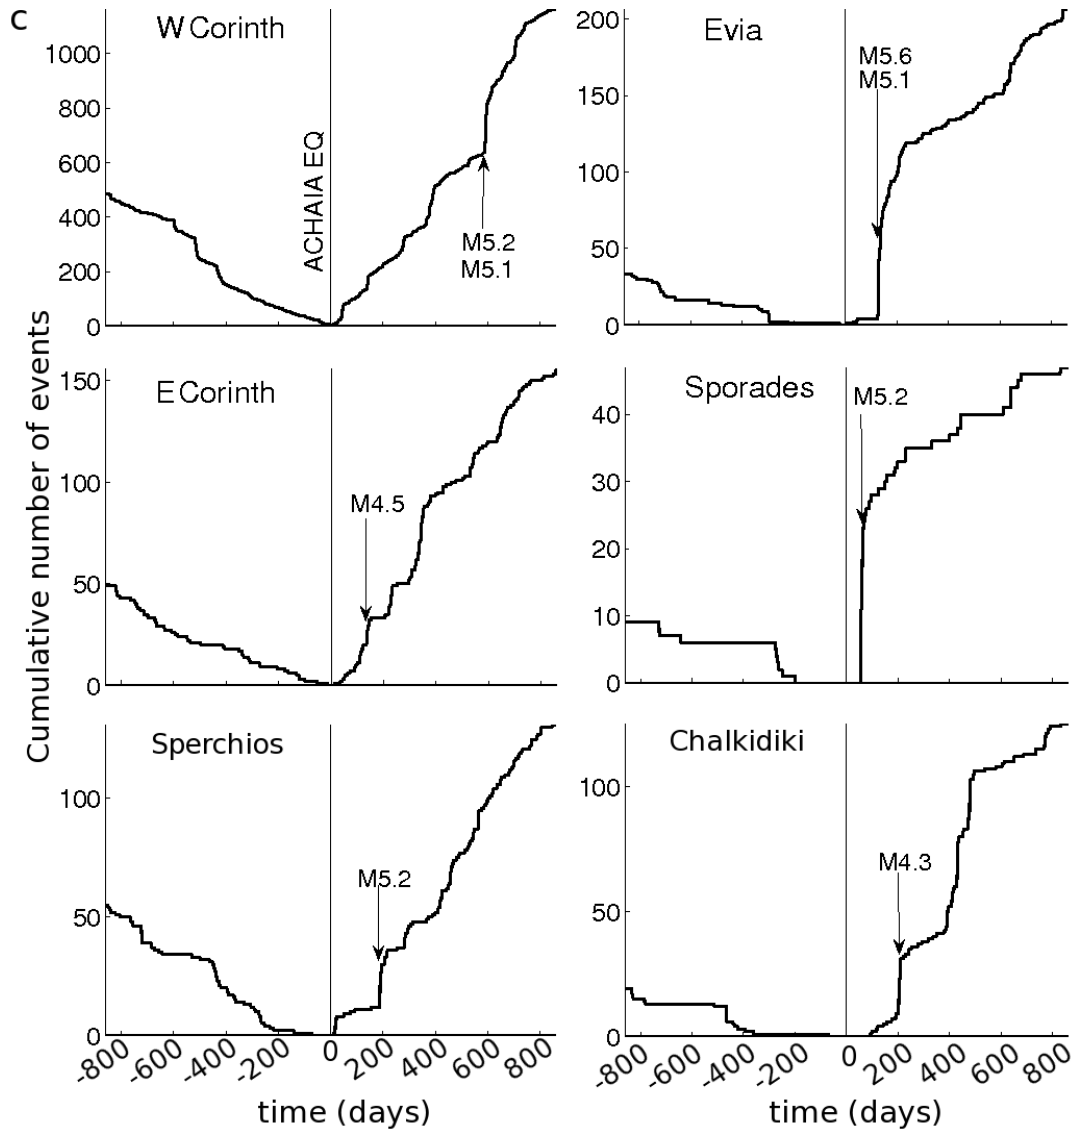 C
W Corinth
1000
800
600
400
200
0
ACHAIA EQ
M5.2
M5.1
Evia
200
150
100
50
0
M5.6
M5.1
E Corinth
150
100
50
0
M4.5
Sporades
40
30
20
10
0
M5.2
Sperchios
100
50
0
M5.2
Chalkidiki
100
50
0
M4.3
Cumulative number of events
-800 -600 -400 -200 0 200 400 600 800
-800 -600 -400 -200 0 200 400 600 800
time (days)
time (days)